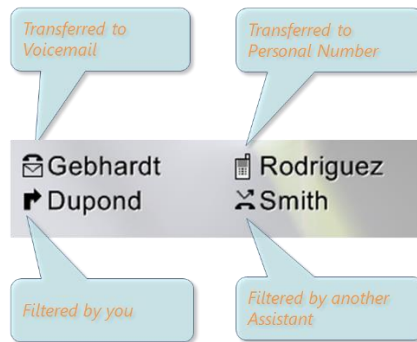 Transferred to
Voicemail
Transferred to
Personal Number
Gebhardt
Rodriguez
Dupond
Smith
Filtered by you
Filtered by another
Assistant